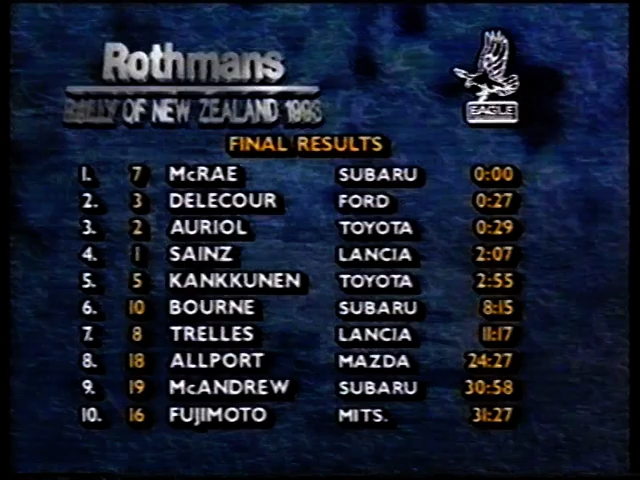 Rothmans
RALLY OF NEW ZEALAND 1993
EAGLE
FINAL RESULTS
1. 7 McRAE SUBARU 0:00
2. 3 DELECOUR FORD 0:27
3. 2 AURIOL TOYOTA 0:29
4. 1 SAINZ LANCIA 2:07
5. 5 KANKKUNEN TOYOTA 2:55
6. 10 BOURNE SUBARU 8:15
7. 8 TRELLES LANCIA 11:17
8. 18 ALLPORT MAZDA 24:27
9. 19 McANDREW SUBARU 30:58
10. 16 FUJIMOTO MITS. 31:27